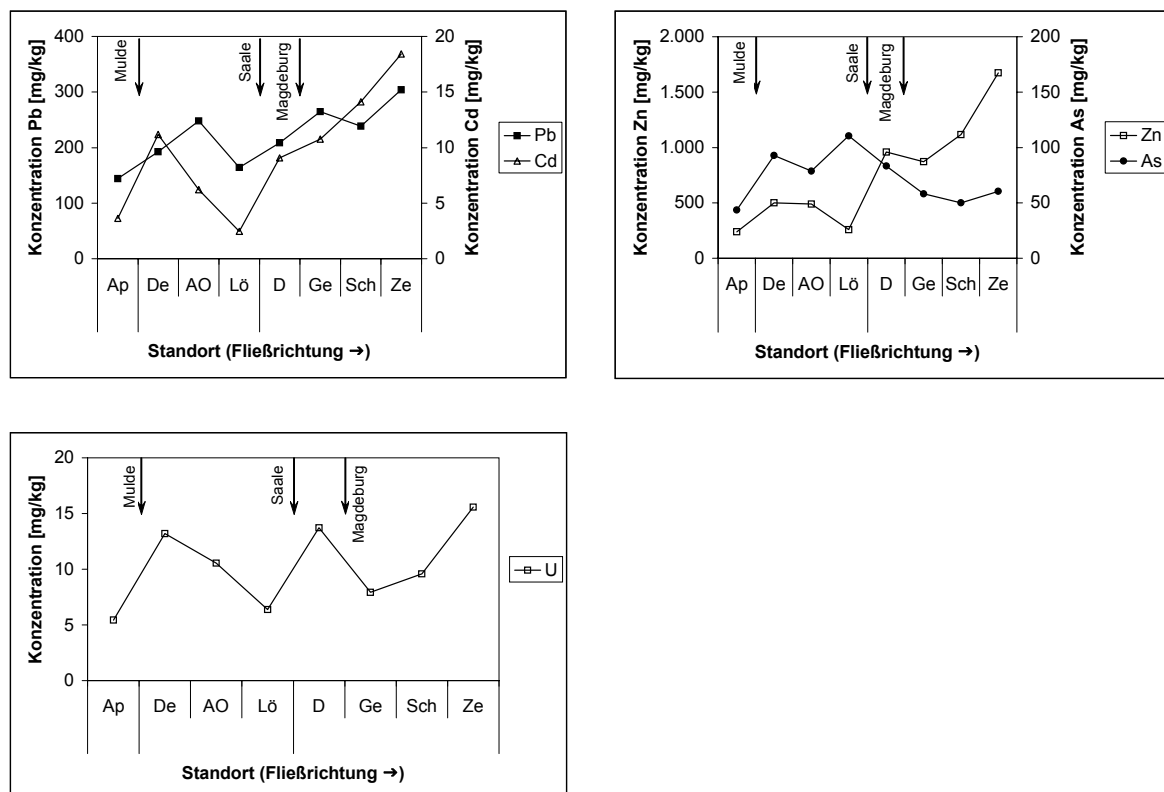 Konzentration Pb [mg/kg]
400
300
200
100
0
Mulde
Saale
Magdeburg
20
15
10
5
0
Konzentration Cd [mg/kg]
Pb
Cd
Ap De AO Lö D Ge Sch Ze
Standort (Fließrichtung →)
Konzentration Zn [mg/kg]
2.000
1.500
1.000
500
0
Mulde
Saale
Magdeburg
200
150
100
50
0
Konzentration As [mg/kg]
Zn
As
Ap De AO Lö D Ge Sch Ze
Standort (Fließrichtung →)
Konzentration [mg/kg]
20
15
10
5
0
Mulde
Saale
Magdeburg
U
Ap De AO Lö D Ge Sch Ze
Standort (Fließrichtung →)